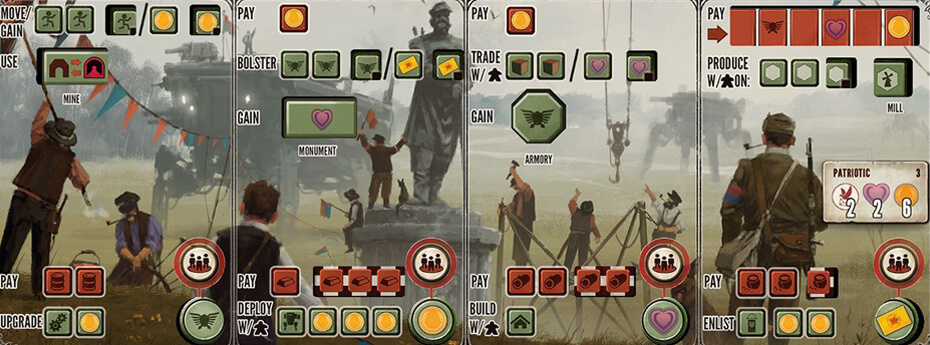 MOVE/
GAIN
USE
MINE
PAY
UPGRADE
PAY
BOLSTER
GAIN
MONUMENT
PAY
DEPLOY
W/
PAY
TRADE
W/
GAIN
ARMORY
PAY
BUILD
W/
PAY
PRODUCE
W/ ON:
MILL
PATRIOTIC 3
2 2 6
PAY
ENLIST